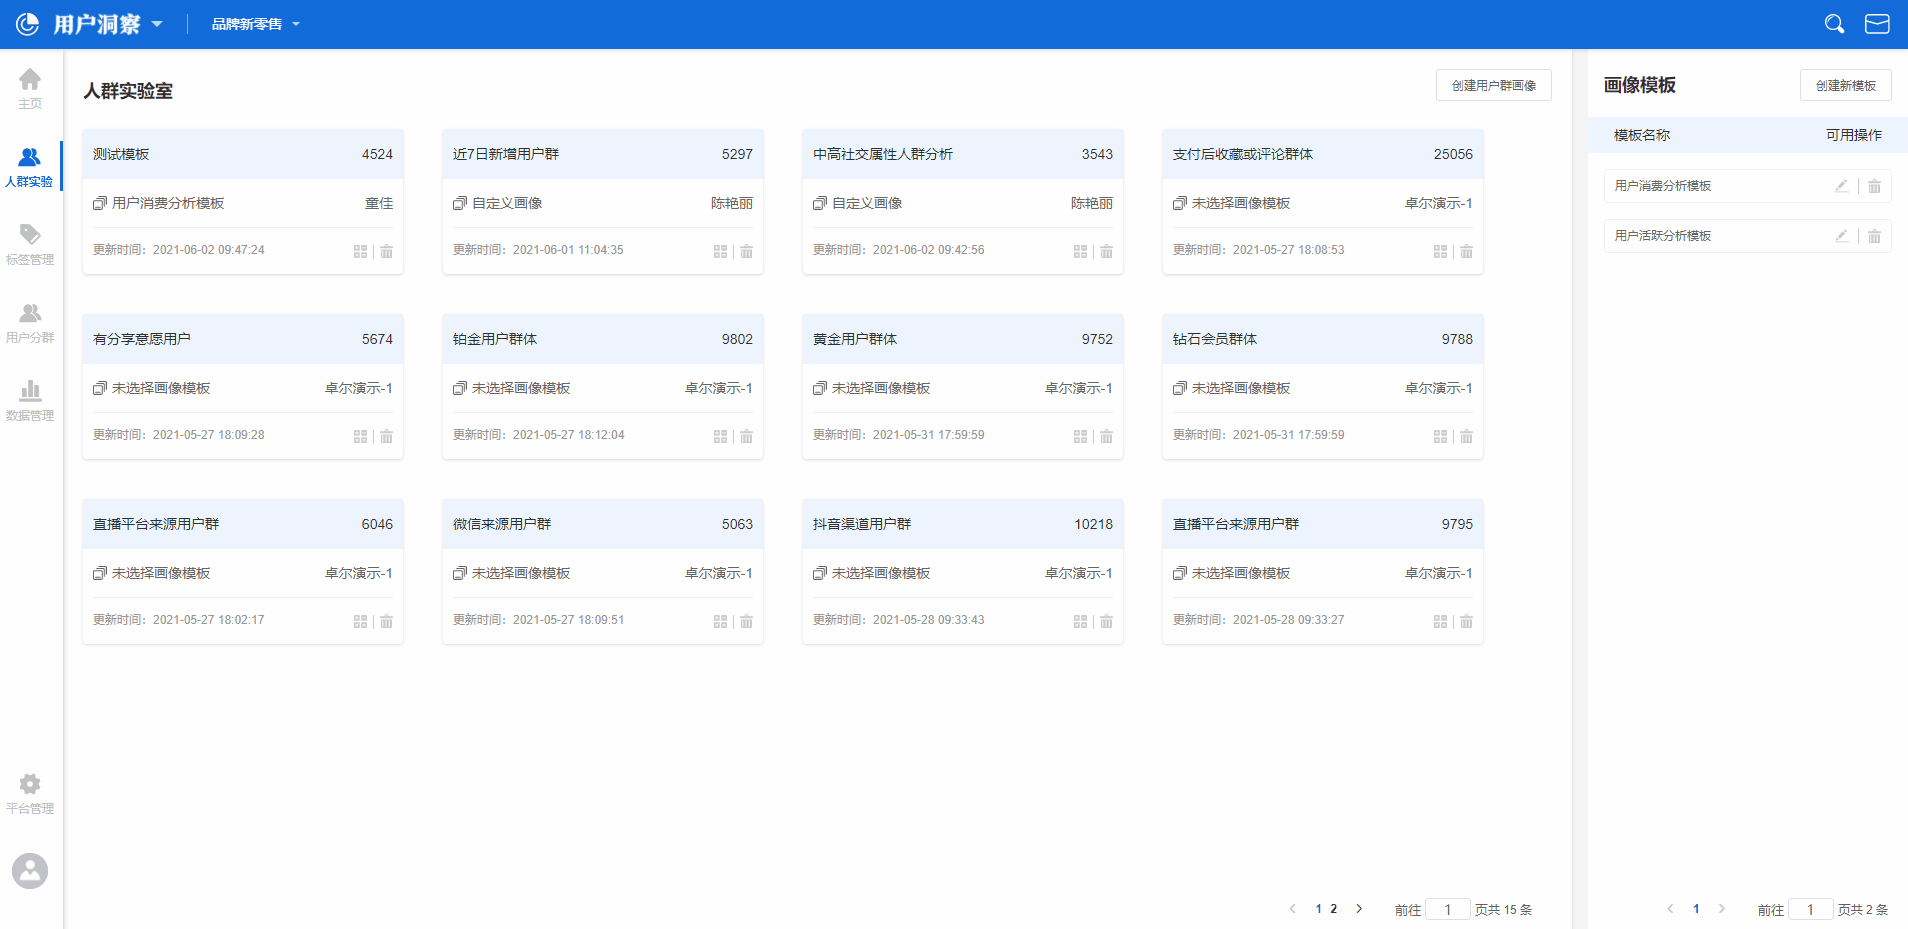 用户洞察
品牌新零售
主页
人群实验
标签管理
用户分群
数据管理
平台管理
人群实验室
创建用户群画像
测试模板 4524
用户消费分析模板 童佳
更新时间：2021-06-02 09:47:24
近7日新增用户群 5297
自定义画像 陈艳丽
更新时间：2021-06-01 11:04:35
中高社交属性人群分析 3543
自定义画像 陈艳丽
更新时间：2021-06-02 09:42:56
支付后收藏或评论群体 25056
未选择画像模板 卓尔演示-1
更新时间：2021-05-27 18:08:53
有分享意愿用户 5674
未选择画像模板 卓尔演示-1
更新时间：2021-05-27 18:09:28
铂金用户群体 9802
未选择画像模板 卓尔演示-1
更新时间：2021-05-27 18:12:04
黄金用户群体 9752
未选择画像模板 卓尔演示-1
更新时间：2021-05-31 17:59:59
钻石会员群体 9788
未选择画像模板 卓尔演示-1
更新时间：2021-05-31 17:59:59
直播平台来源用户群 6046
未选择画像模板 卓尔演示-1
更新时间：2021-05-27 18:02:17
微信来源用户群 5063
未选择画像模板 卓尔演示-1
更新时间：2021-05-27 18:09:51
抖音渠道用户群 10218
未选择画像模板 卓尔演示-1
更新时间：2021-05-28 09:33:43
直播平台来源用户群 9795
未选择画像模板 卓尔演示-1
更新时间：2021-05-28 09:33:27
1 2 前往 1 页共 15 条
画像模板
创建新模板
模板名称 可用操作
用户消费分析模板
用户活跃分析模板
1 前往 1 页共 2 条